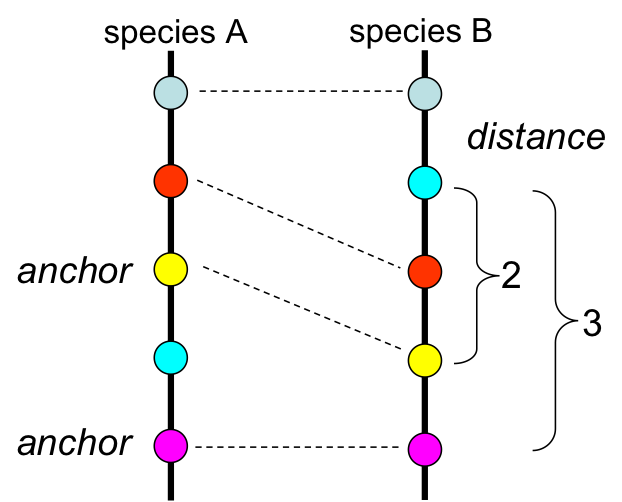 species A
species B
distance
anchor
2
3
anchor